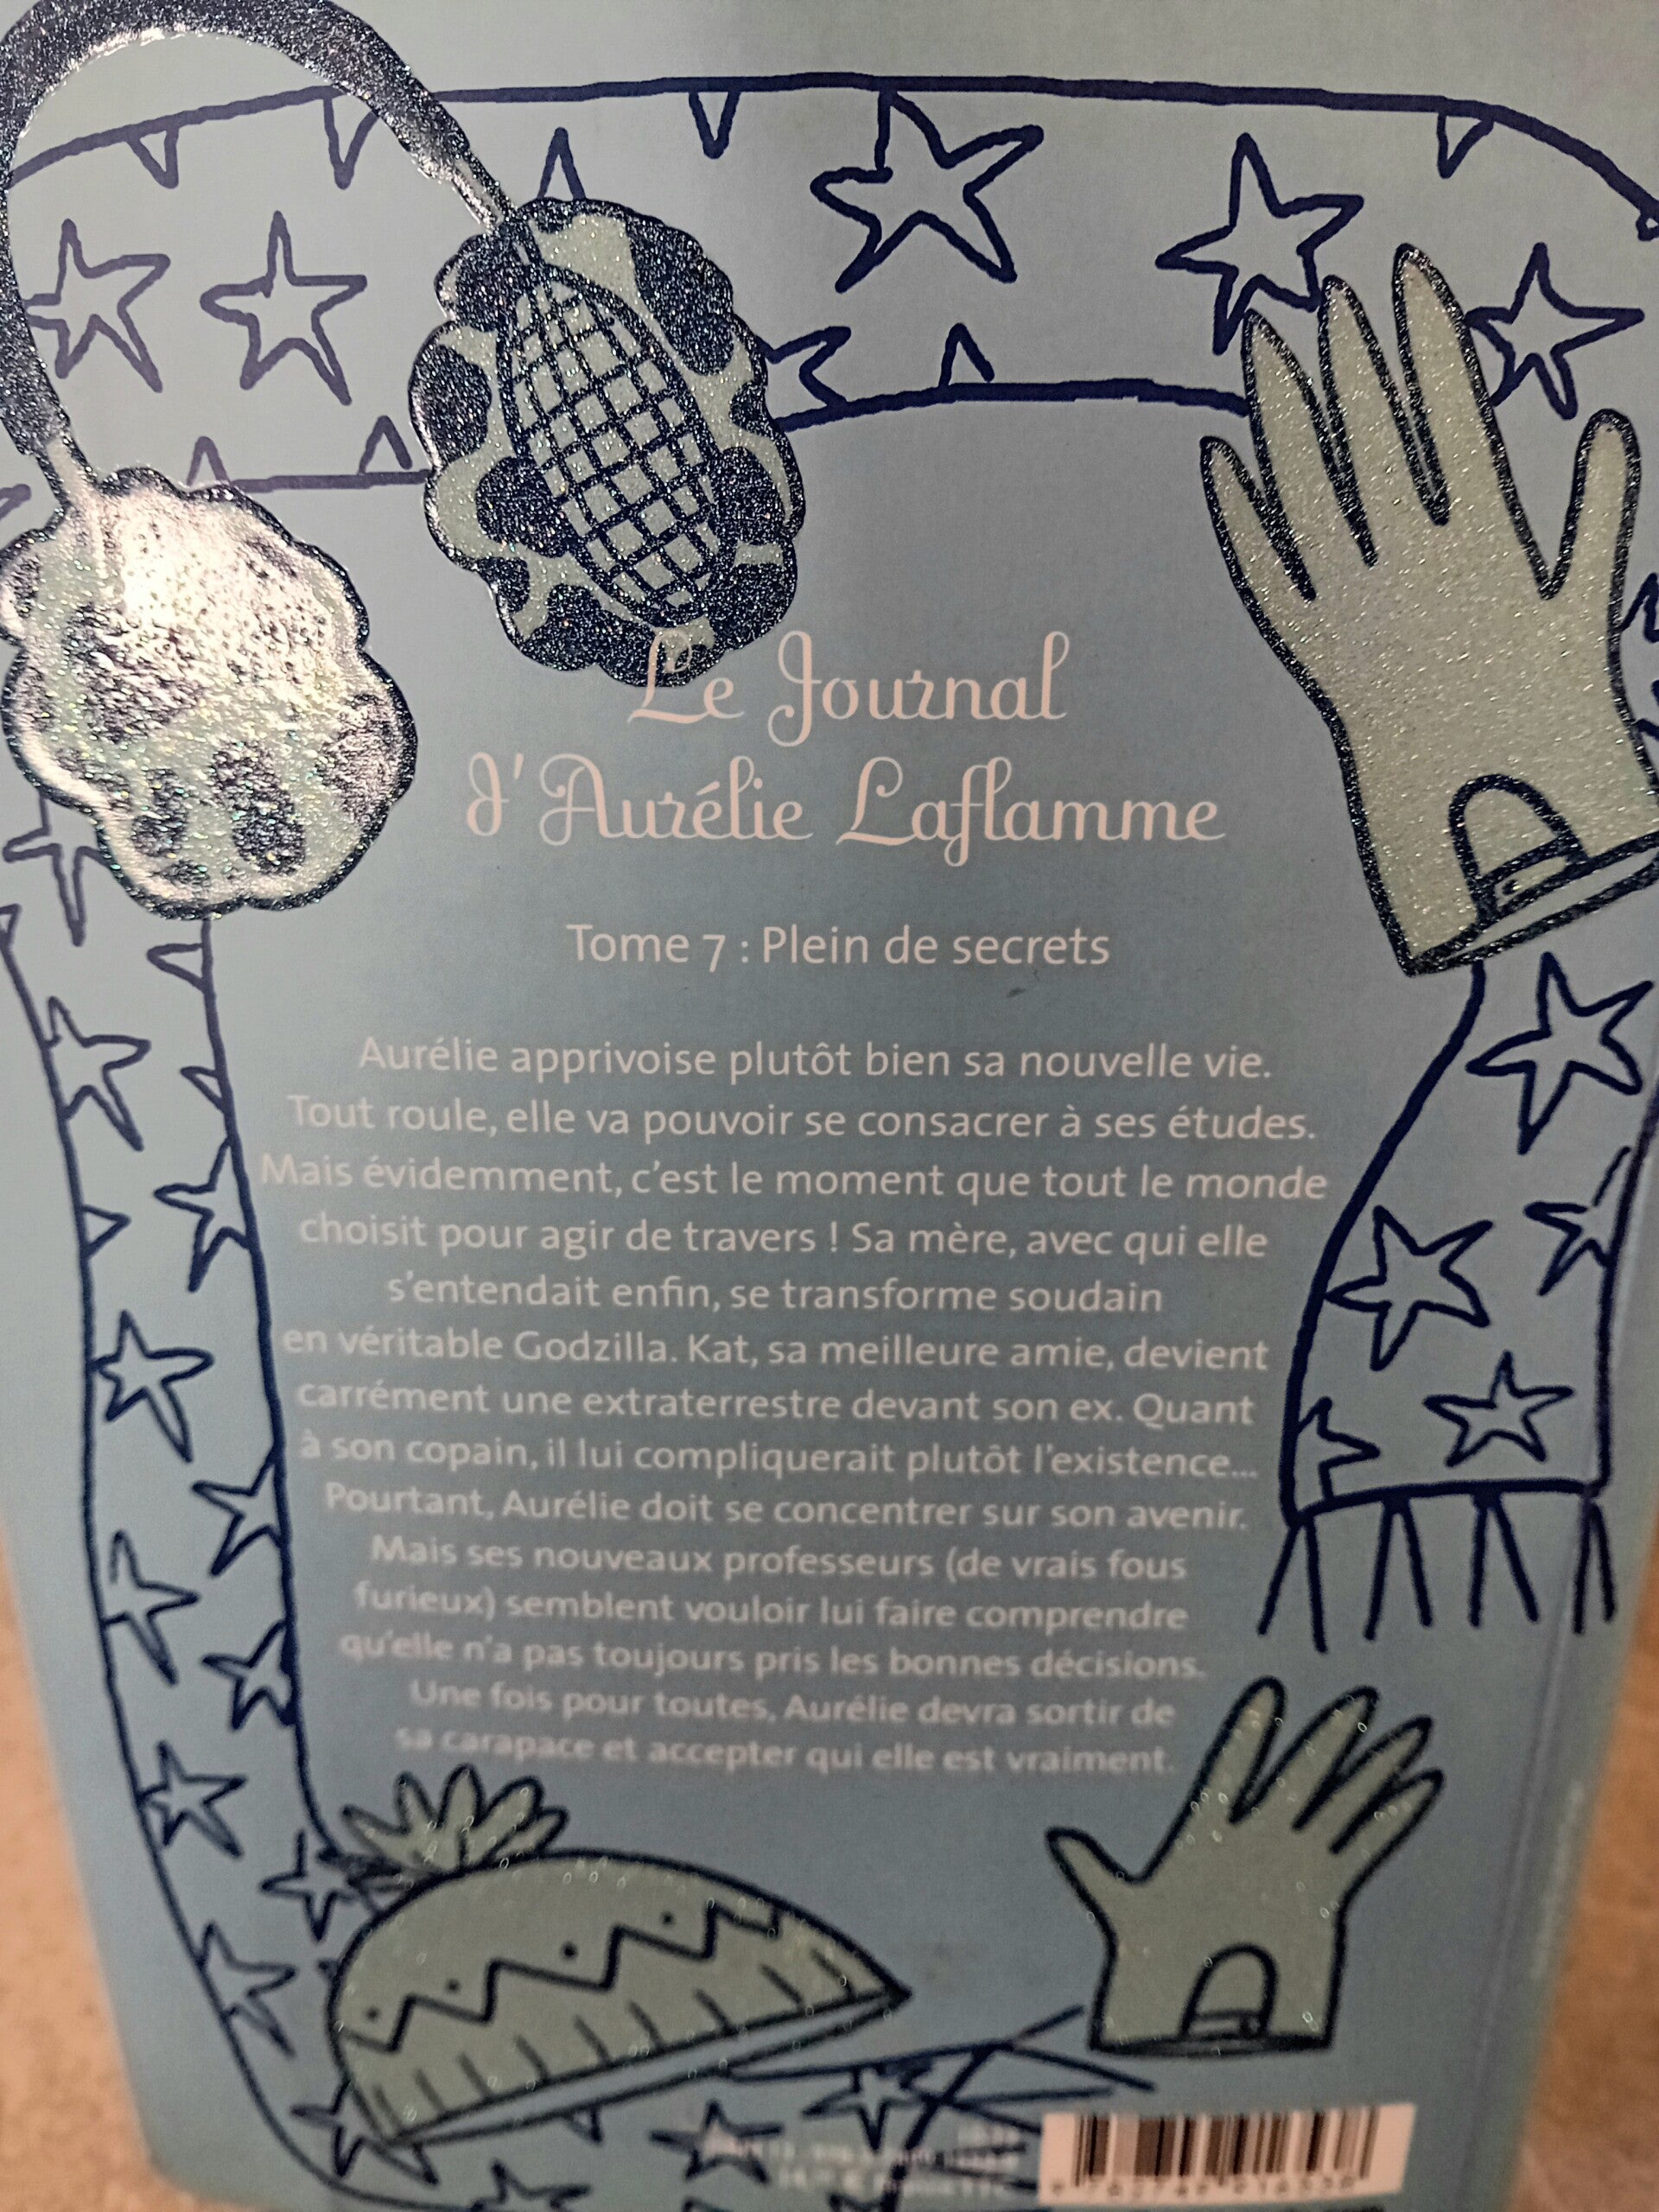 Le Journal
d'Aurélie Laflamme
Tome 7 : Plein de secrets
Aurélie apprivoise plutôt bien sa nouvelle vie.
Tout roule, elle va pouvoir se consacrer à ses études.
Mais évidemment, c'est le moment que tout le monde
choisit pour agir de travers ! Sa mère, avec qui elle
s'entendait enfin, se transforme soudain
en véritable Godzilla. Kat, sa meilleure amie, devient
carrément une extraterrestre devant son ex. Quant
à son copain, il lui compliquerait plutôt l'existence...
Pourtant, Aurélie doit se concentrer sur son avenir.
Mais ses nouveaux professeurs (de vrais fous
furieux) semblent vouloir lui faire comprendre
qu'elle n'a pas toujours pris les bonnes décisions.
Une fois pour toutes, Aurélie devra sortir de
sa carapace et accepter qui elle est vraiment.